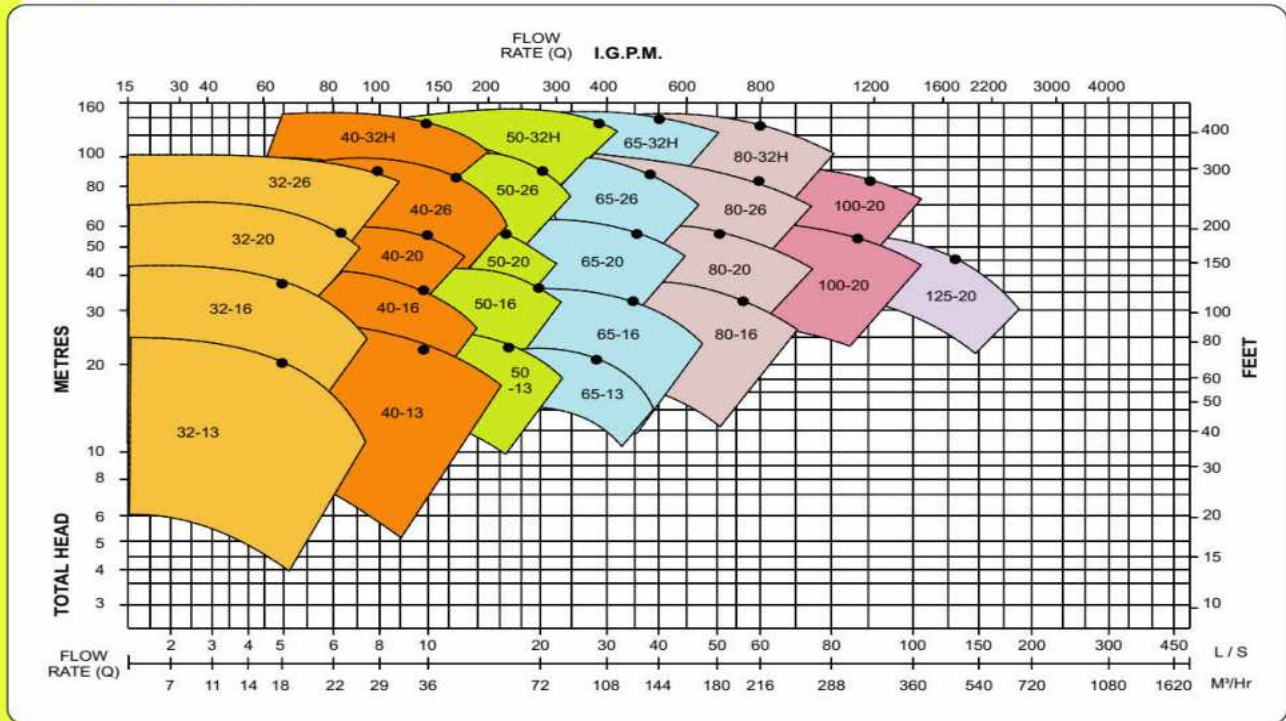 FLOW
RATE (Q) I.G.P.M.
15 30 40 60 80 100 150 200 300 400 600 800 1200 1600 2200 3000 4000
160
100
80
60
50
40
30
20
10
8
6
5
4
3
TOTAL HEAD METRES
400
300
200
150
100
80
60
50
40
30
20
15
10
FEET
40-32H 50-32H 65-32H 80-32H
32-26 40-26 50-26 65-26 80-26 100-20
32-20 40-20 50-20 65-20 80-20 100-20 125-20
32-16 40-16 50-16 65-16 80-16
32-13 40-13 50
-13 65-13
2 3 4 5 6 8 10 20 30 40 50 60 80 100 150 200 300 450 L / S
FLOW
RATE (Q)
7 11 14 18 22 29 36 72 108 144 180 216 288 360 540 720 1080 1620 M³/Hr